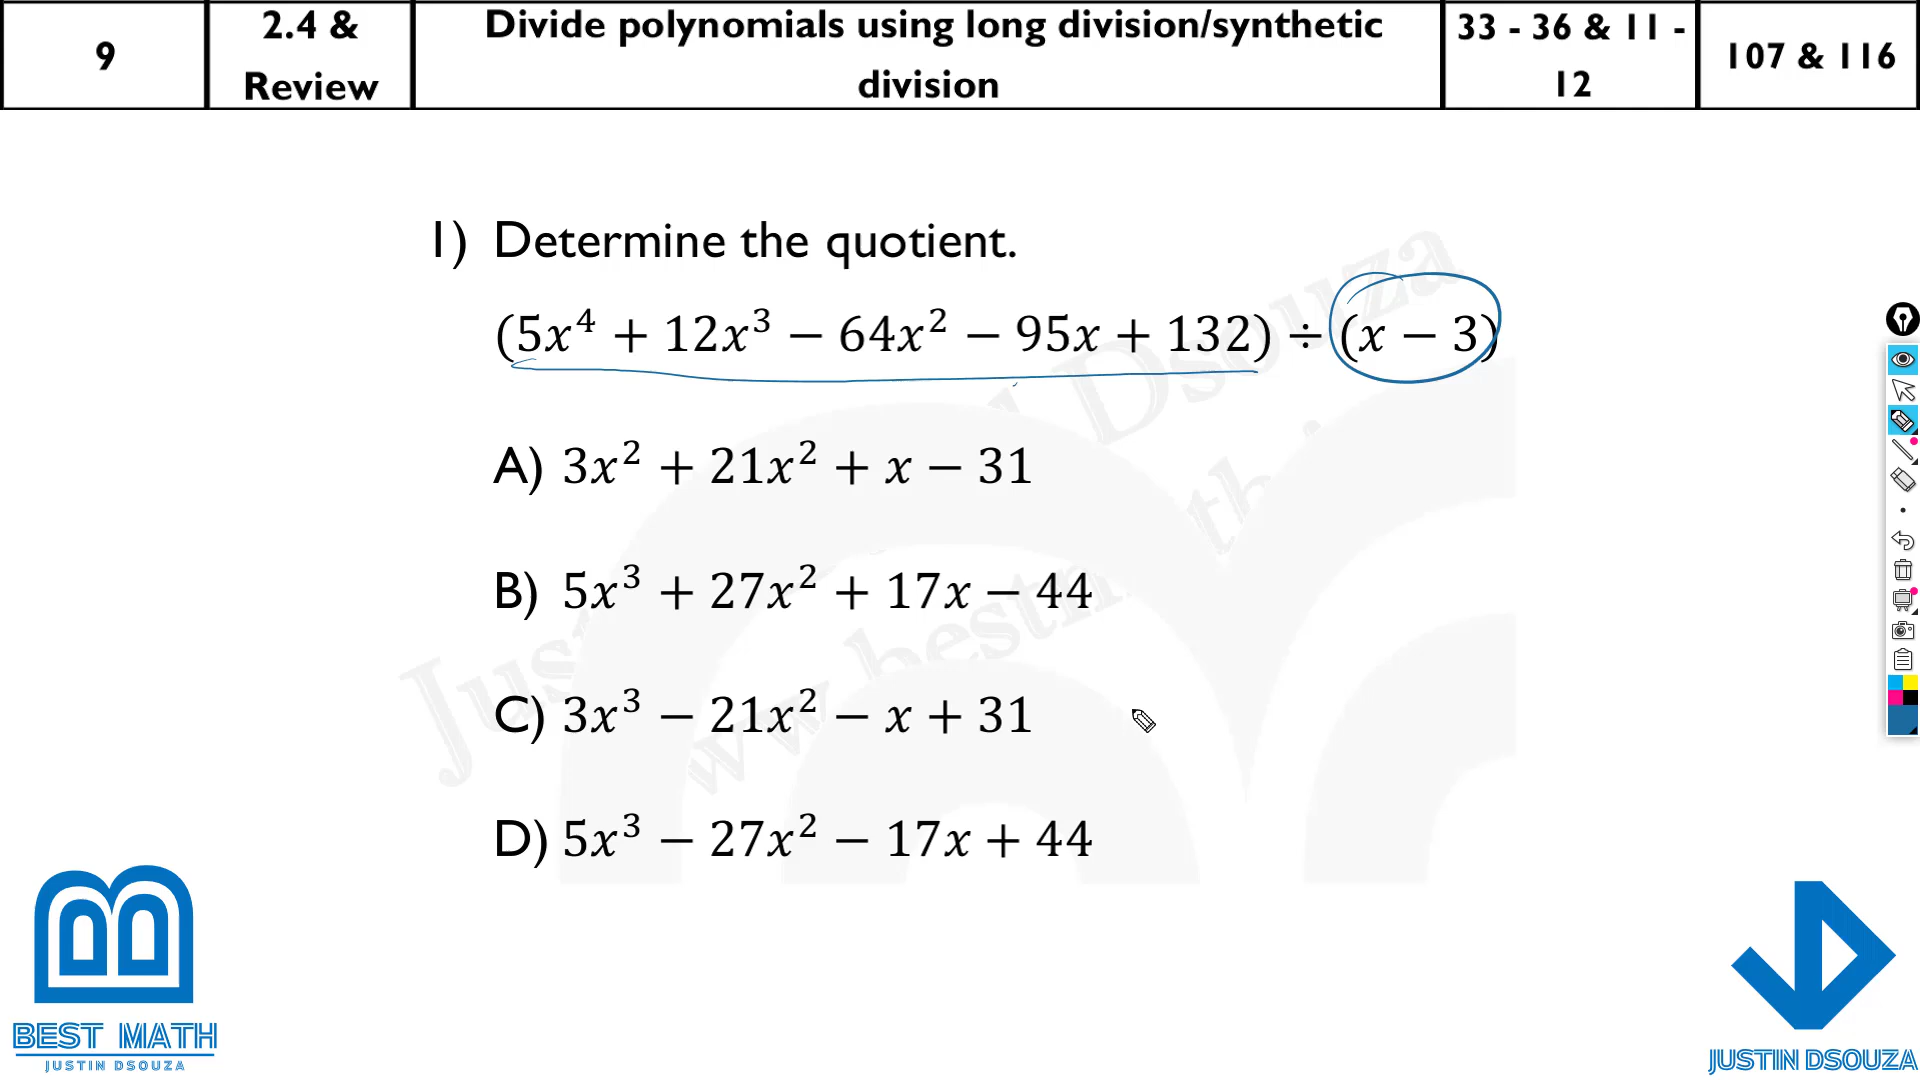 9
2.4 &
Review
Divide polynomials using long division/synthetic
division
33 - 36 & 11 -
12
107 & 116
1) Determine the quotient.
(5x⁴ + 12x³ − 64x² − 95x + 132) ÷ (x − 3)
A) 3x² + 21x² + x − 31
B) 5x³ + 27x² + 17x − 44
C) 3x³ − 21x² − x + 31
D) 5x³ − 27x² − 17x + 44
BEST MATH
JUSTIN DSOUZA
JUSTIN DSOUZA